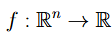 f : ℝⁿ → ℝ